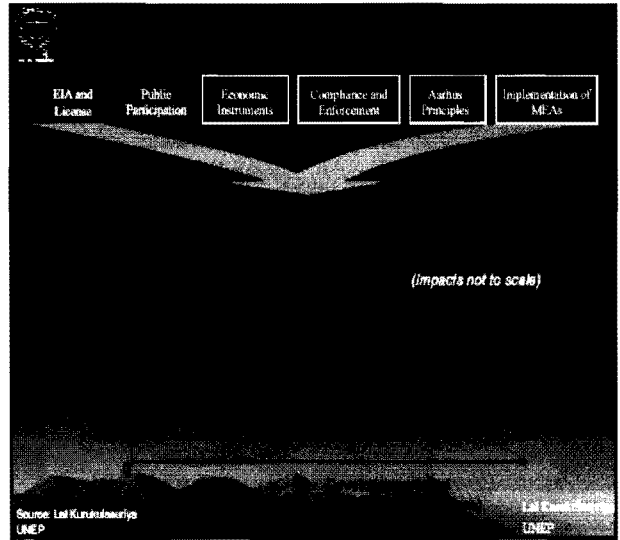 EIA and
License
Public
Participation
Economic
Instruments
Compliance and
Enforcement
Aarhus
Principles
Implementation of
MEAs
(impacts not to scale)
Source: Lal Kurukulasuriya
UNEP
Lal
UNEP